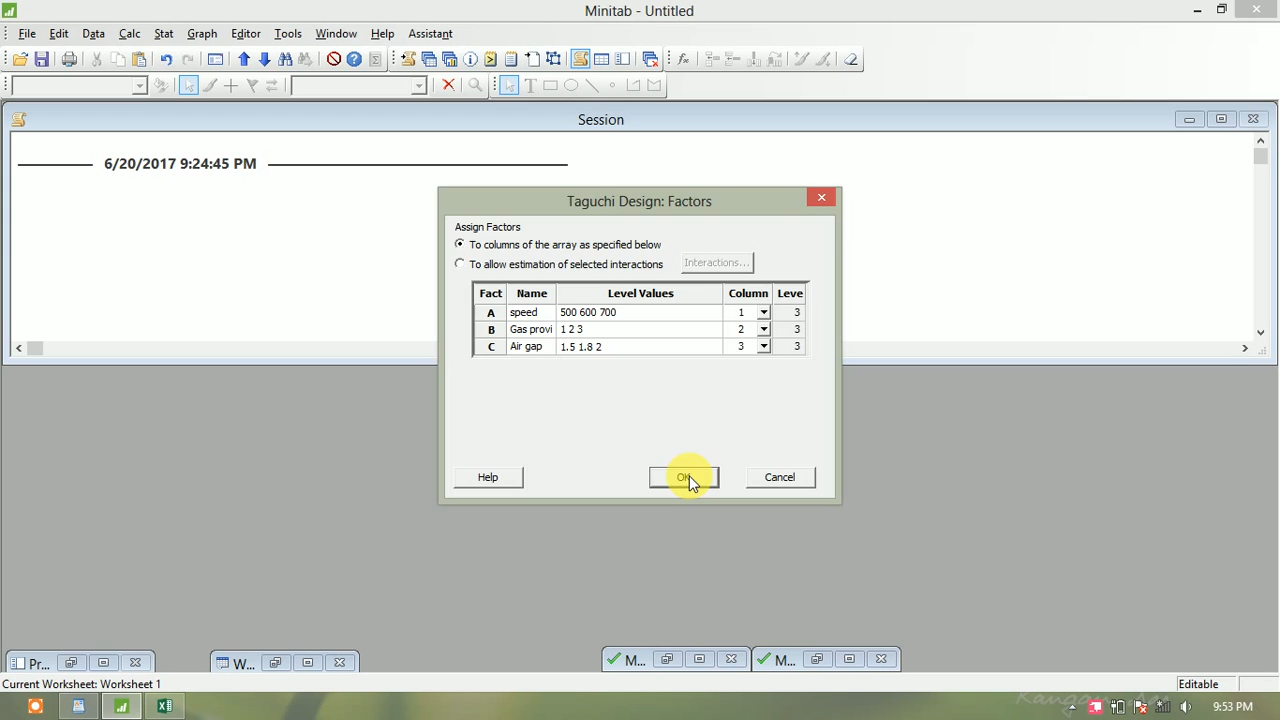 Minitab - Untitled
File Edit Data Calc Stat Graph Editor Tools Window Help Assistant
Session
6/20/2017 9:24:45 PM
Taguchi Design: Factors
Assign Factors
To columns of the array as specified below
To allow estimation of selected interactions Interactions...
Fact Name Level Values Column Leve
A speed 500 600 700 1 3
B Gas provi 1 2 3 2 3
C Air gap 1.5 1.8 2 3 3
Help OK Cancel
Pr... W... M... M...
Current Worksheet: Worksheet 1 Editable
9:53 PM